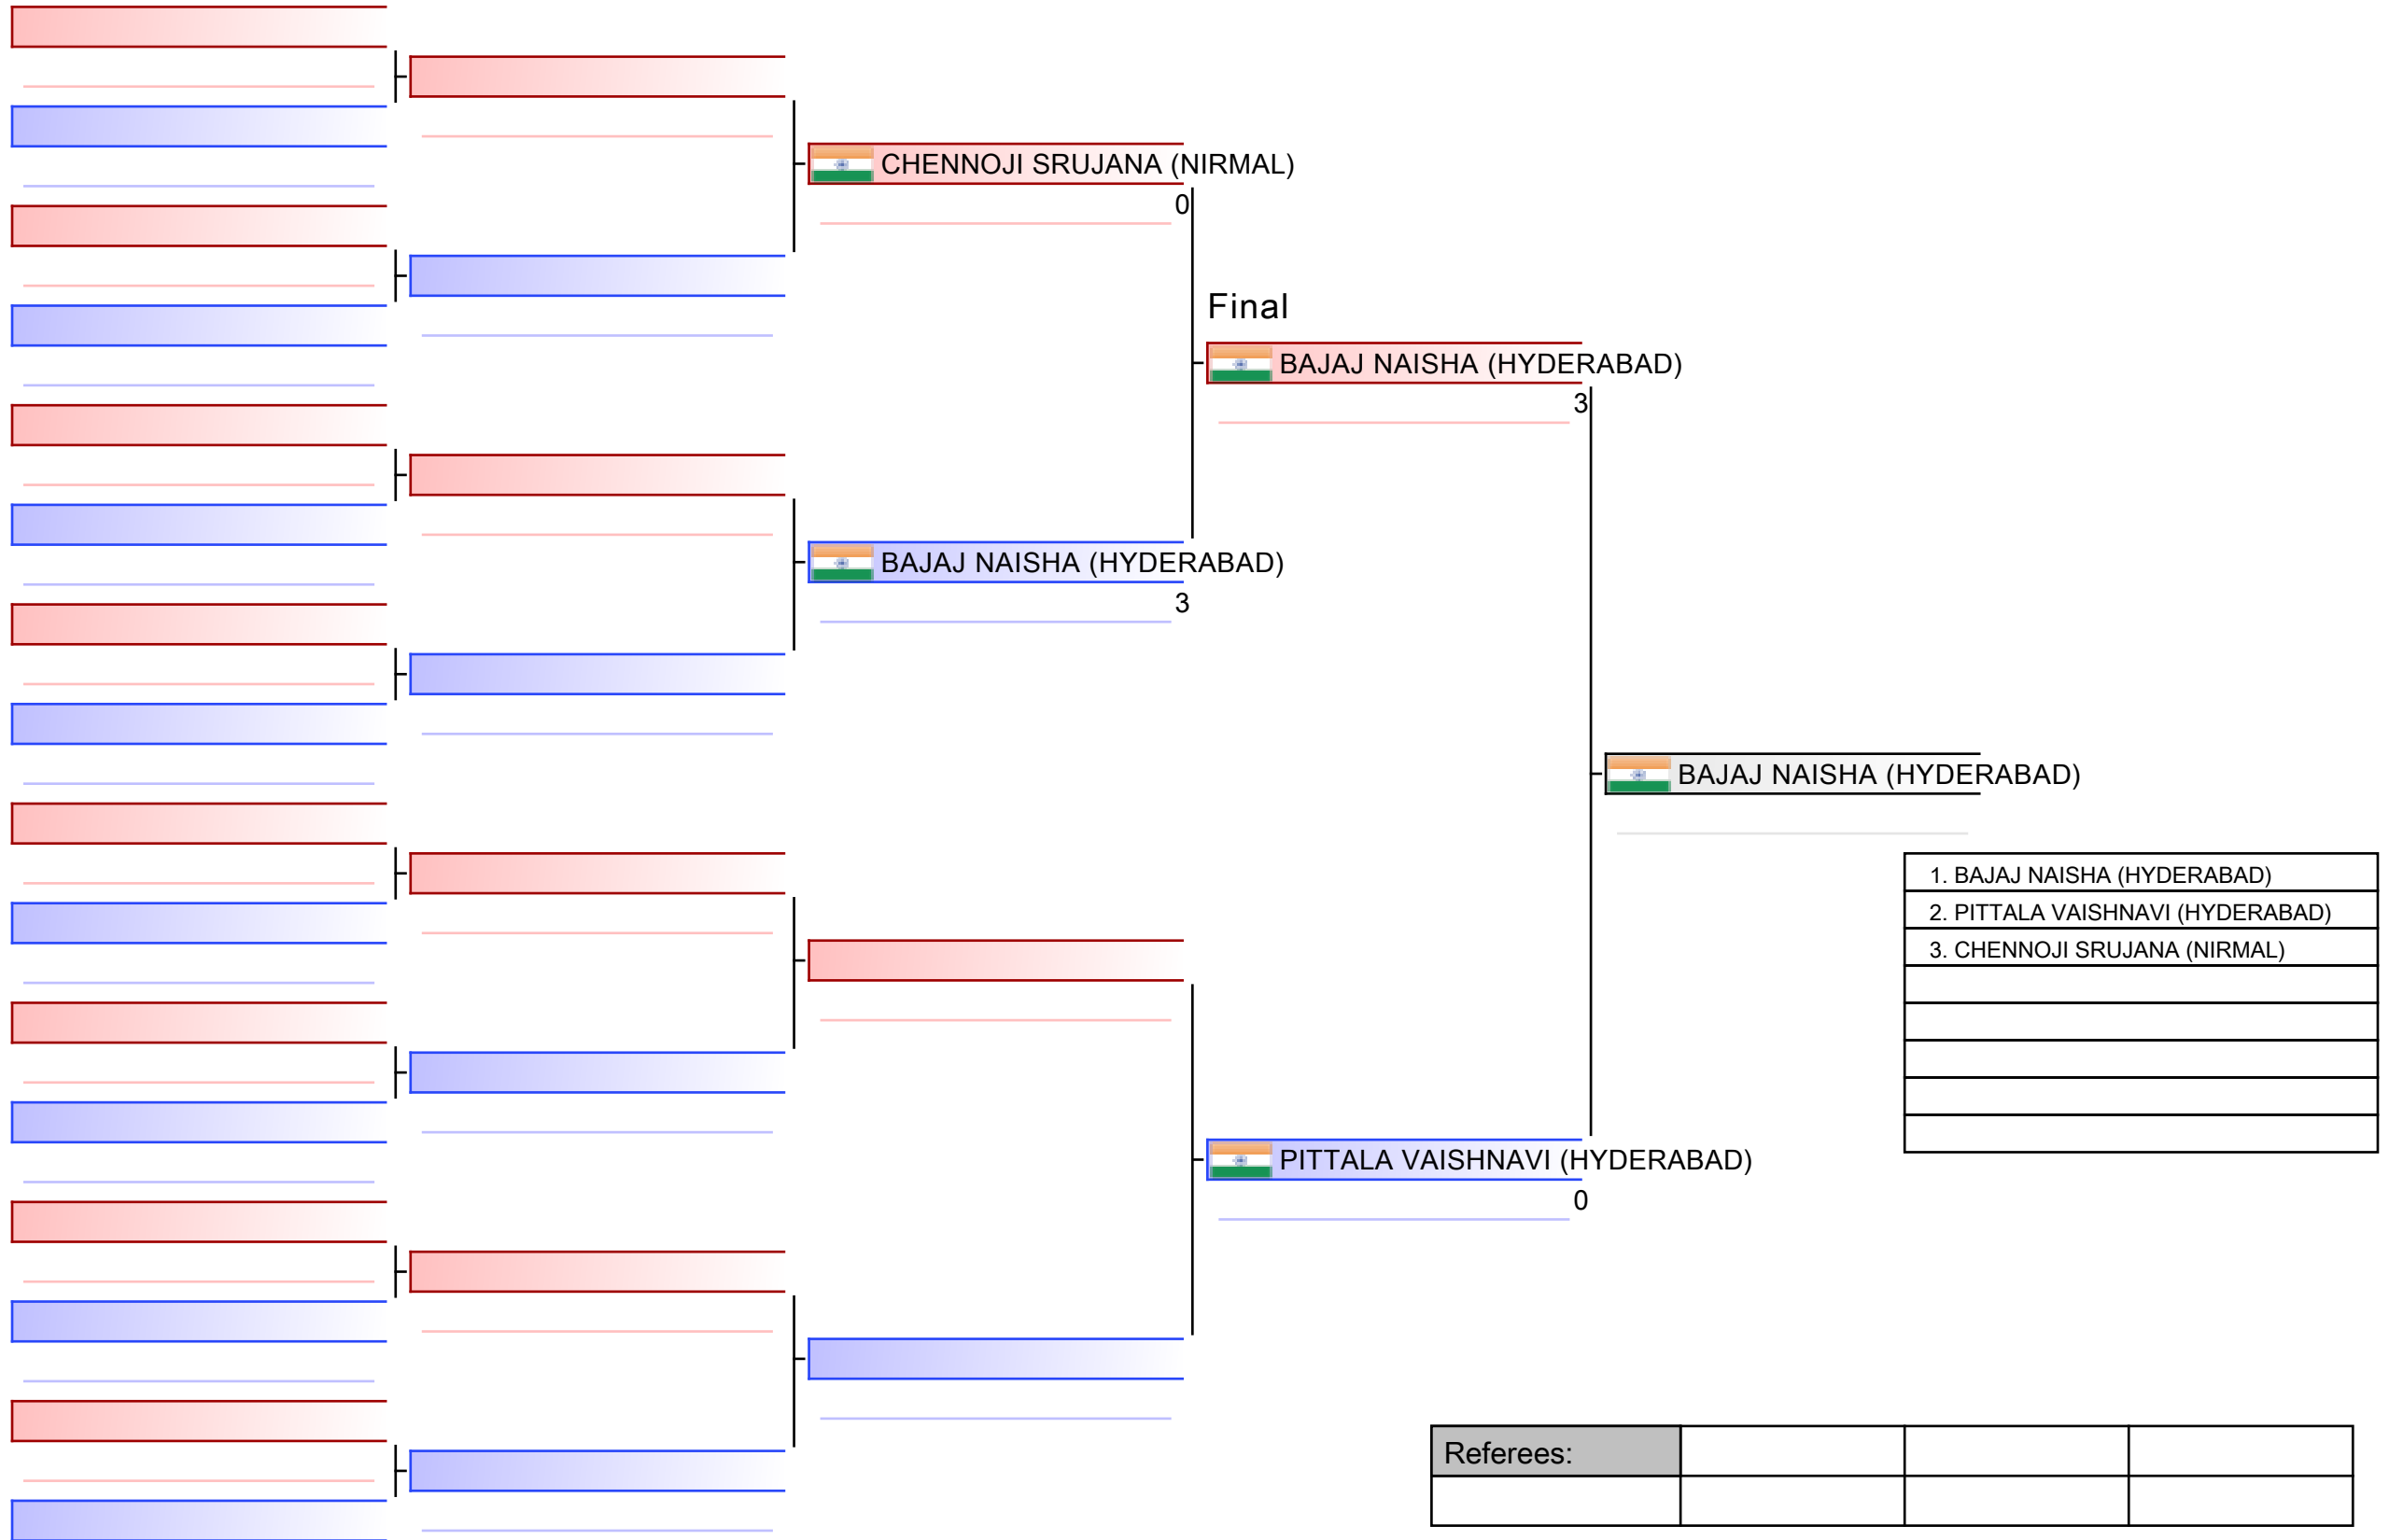 CHENNOJI SRUJANA (NIRMAL)
0
Final
BAJAJ NAISHA (HYDERABAD)
3
BAJAJ NAISHA (HYDERABAD)
3
BAJAJ NAISHA (HYDERABAD)
1. BAJAJ NAISHA (HYDERABAD)
2. PITTALA VAISHNAVI (HYDERABAD)
3. CHENNOJI SRUJANA (NIRMAL)
PITTALA VAISHNAVI (HYDERABAD)
0
Referees: